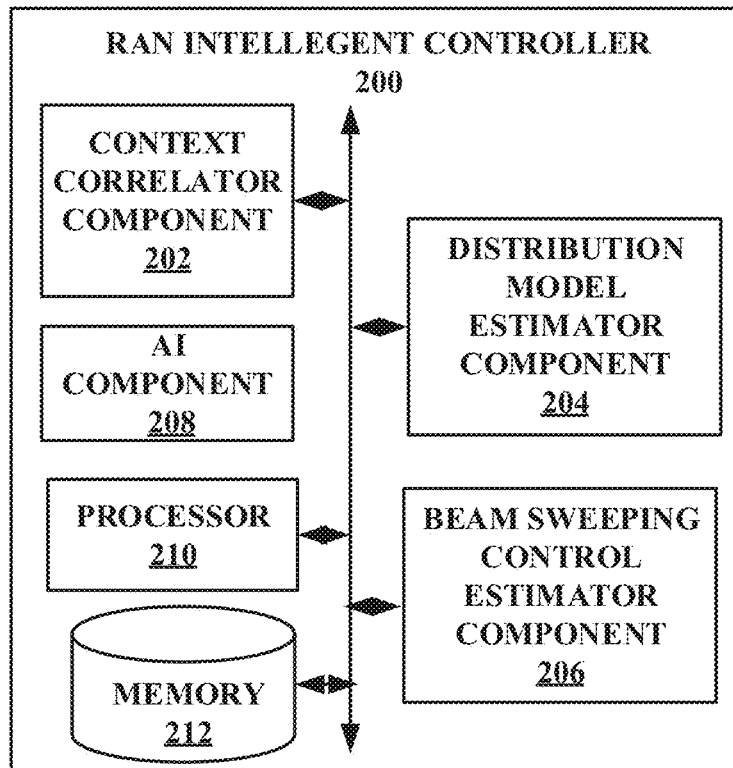 RAN INTELLEGENT CONTROLLER
200
CONTEXT
CORRELATOR
COMPONENT
202
DISTRIBUTION
MODEL
ESTIMATOR
COMPONENT
204
AI
COMPONENT
208
PROCESSOR
210
BEAM SWEEPING
CONTROL
ESTIMATOR
COMPONENT
206
MEMORY
212